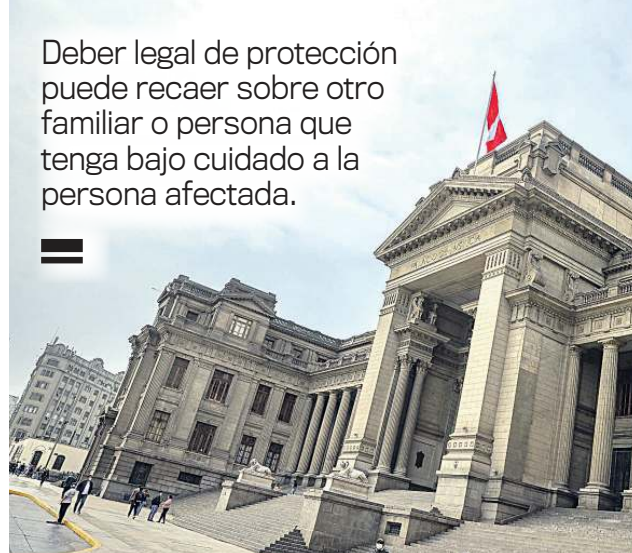 Deber legal de protección
puede recaer sobre otro
familiar o persona que
tenga bajo cuidado a la
persona afectada.